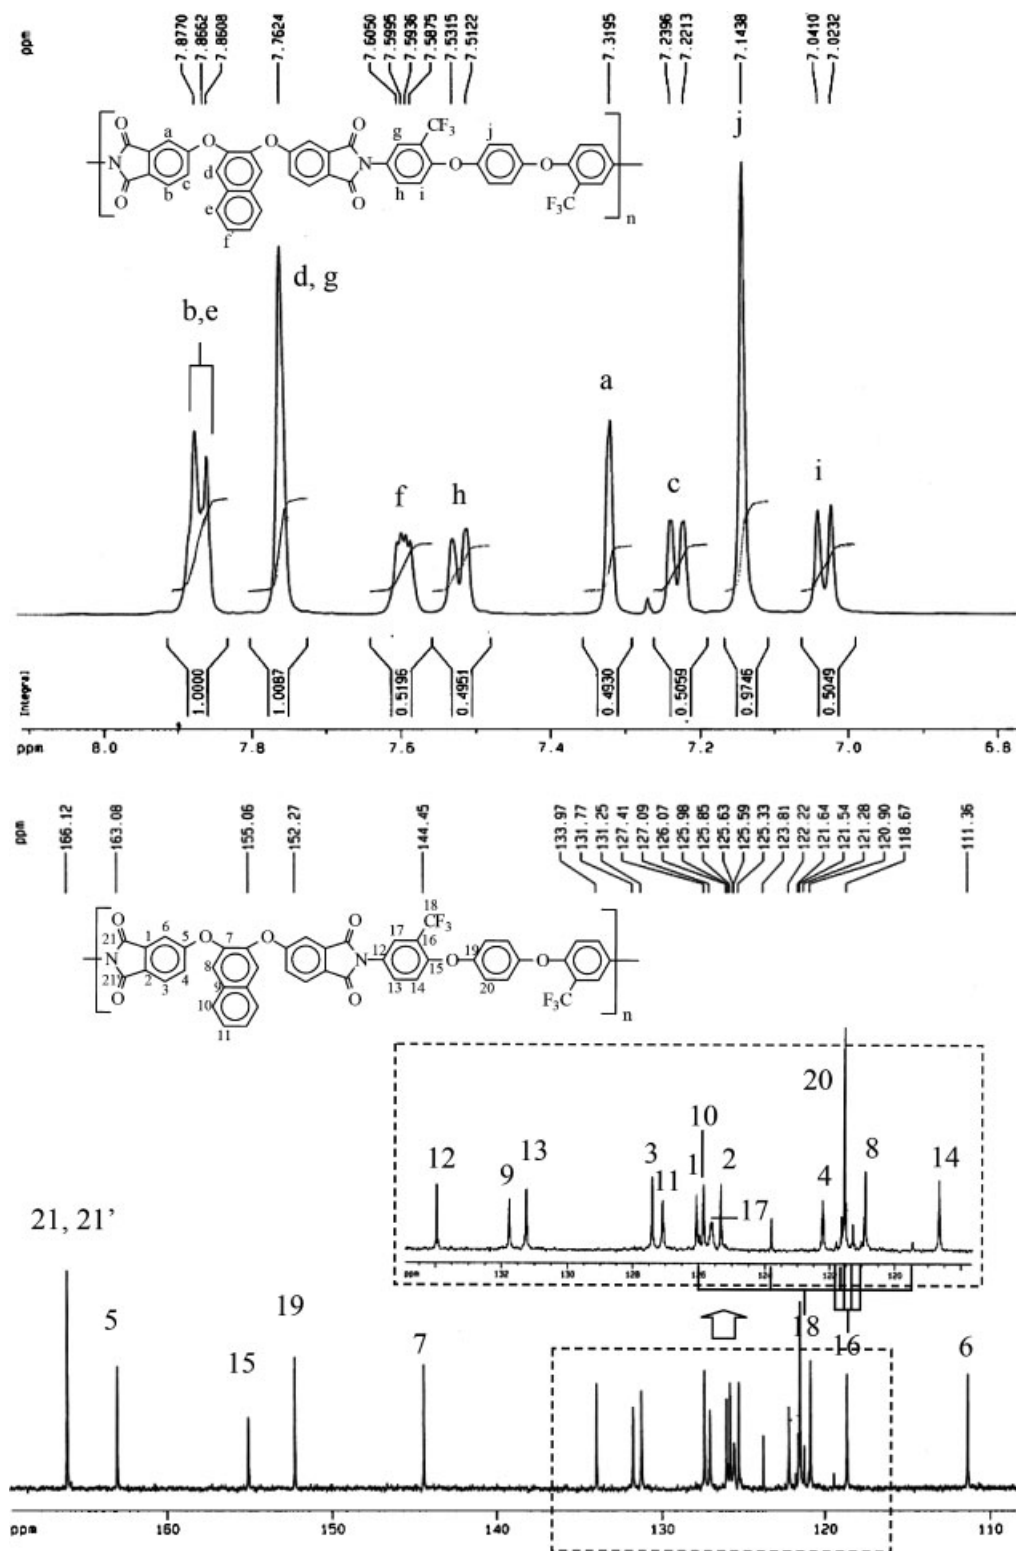 ppm
7.8770
7.8662
7.8608
7.7624
7.6050
7.5995
7.5936
7.5875
7.5315
7.5122
7.3195
7.2396
7.2213
7.1438
7.0410
7.0232
O a O O O g CF3 j
N d N O O
O b c e f O h i F3C n
b,e
d, g
f
h
a
c
j
i
Integral
1.0000
1.0087
0.5196
0.4951
0.4930
0.5059
0.9746
0.5049
ppm 8.0 7.8 7.6 7.4 7.2 7.0 6.8
ppm
166.12
163.08
155.06
152.27
144.45
133.97
131.77
131.25
127.41
127.09
126.07
125.98
125.85
125.63
125.59
125.33
123.81
122.22
121.64
121.54
121.28
120.90
118.67
111.36
18
O 6 O O O 17 CF3
21 1 5 7 16
N 8 N 12 15 O 19 O
21' 2 3 4 9 13 14 20
O 10 11 O F3C n
12 9 13 3 11 1 10 2 17 4 20 8 14
ppm 132 130 128 126 124 122 120
21, 21’
5
15
19
7
18
16
6
ppm 160 150 140 130 120 110